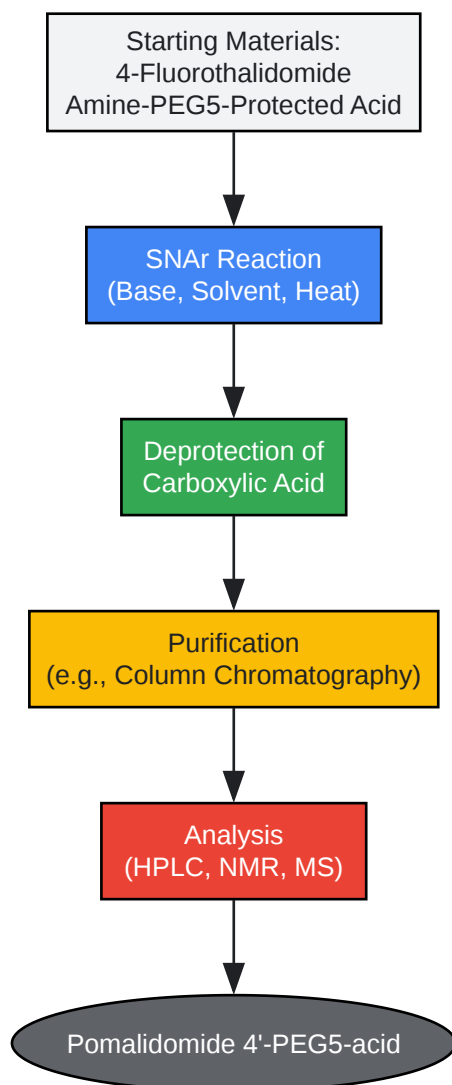 Starting Materials:
4-Fluorothalidomide
Amine-PEG5-Protected Acid
SNAr Reaction
(Base, Solvent, Heat)
Deprotection of
Carboxylic Acid
Purification
(e.g., Column Chromatography)
Analysis
(HPLC, NMR, MS)
Pomalidomide 4'-PEG5-acid